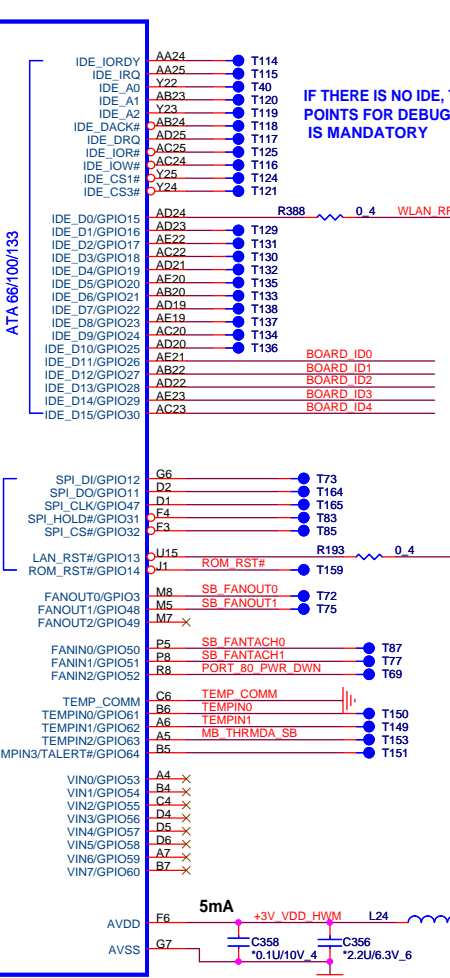 IDE_IORDY AA24 T114
IDE_IRQ AA25 T115
IDE_A0 Y22 T40
IDE_A1 AB23 T120
IDE_A2 Y23 T119
IDE_DACK# AB24 T118
IDE_DRQ AD25 T117
IDE_IOR# AC25 T125
IDE_IOW# AC24 T116
IDE_CS1# Y25 T124
IDE_CS3# Y24 T121
IF THERE IS NO IDE,
POINTS FOR DEBUG
IS MANDATORY
ATA 66/100/133
IDE_D0/GPIO15 AD24 R388 0_4 WLAN_RF
IDE_D1/GPIO16 AD23 T129
IDE_D2/GPIO17 AE22 T131
IDE_D3/GPIO18 AC22 T130
IDE_D4/GPIO19 AD21 T132
IDE_D5/GPIO20 AE20 T135
IDE_D6/GPIO21 AB20 T133
IDE_D7/GPIO22 AD19 T138
IDE_D8/GPIO23 AE19 T137
IDE_D9/GPIO24 AC20 T134
IDE_D10/GPIO25 AD20 T136
IDE_D11/GPIO26 AE21 BOARD_ID0
IDE_D12/GPIO27 AB22 BOARD_ID1
IDE_D13/GPIO28 AD22 BOARD_ID2
IDE_D14/GPIO29 AE23 BOARD_ID3
IDE_D15/GPIO30 AC23 BOARD_ID4
SPI_DI/GPIO12 G6 T73
SPI_DO/GPIO11 D2 T164
SPI_CLK/GPIO47 D1 T165
SPI_HOLD#/GPIO31 F4 T83
SPI_CS#/GPIO32 F3 T85
LAN_RST#/GPIO13 U15 R193 0_4
ROM_RST#/GPIO14 J1 ROM_RST# T159
FANOUT0/GPIO3 M8 SB_FANOUT0 T72
FANOUT1/GPIO48 M5 SB_FANOUT1 T75
FANOUT2/GPIO49 M7
FANIN0/GPIO50 P5 SB_FANTACH0 T87
FANIN1/GPIO51 P8 SB_FANTACH1 T77
FANIN2/GPIO52 R8 PORT_80_PWR_DWN T69
TEMP_COMM C6 TEMP_COMM
TEMPIN0/GPIO61 B6 TEMPIN0 T150
TEMPIN1/GPIO62 A6 TEMPIN1 T149
TEMPIN2/GPIO63 A5 MB_THRMDA_SB T153
MPIN3/TALERT#/GPIO64 B5 T151
VIN0/GPIO53 A4
VIN1/GPIO54 B4
VIN2/GPIO55 C4
VIN3/GPIO56 D4
VIN4/GPIO57 D5
VIN5/GPIO58 D6
VIN6/GPIO59 A7
VIN7/GPIO60 B7
5mA
AVDD F6 +3V_VDD_HWM L24
AVSS G7 C358 C356
*0.1U/10V_4 *2.2U/6.3V_6